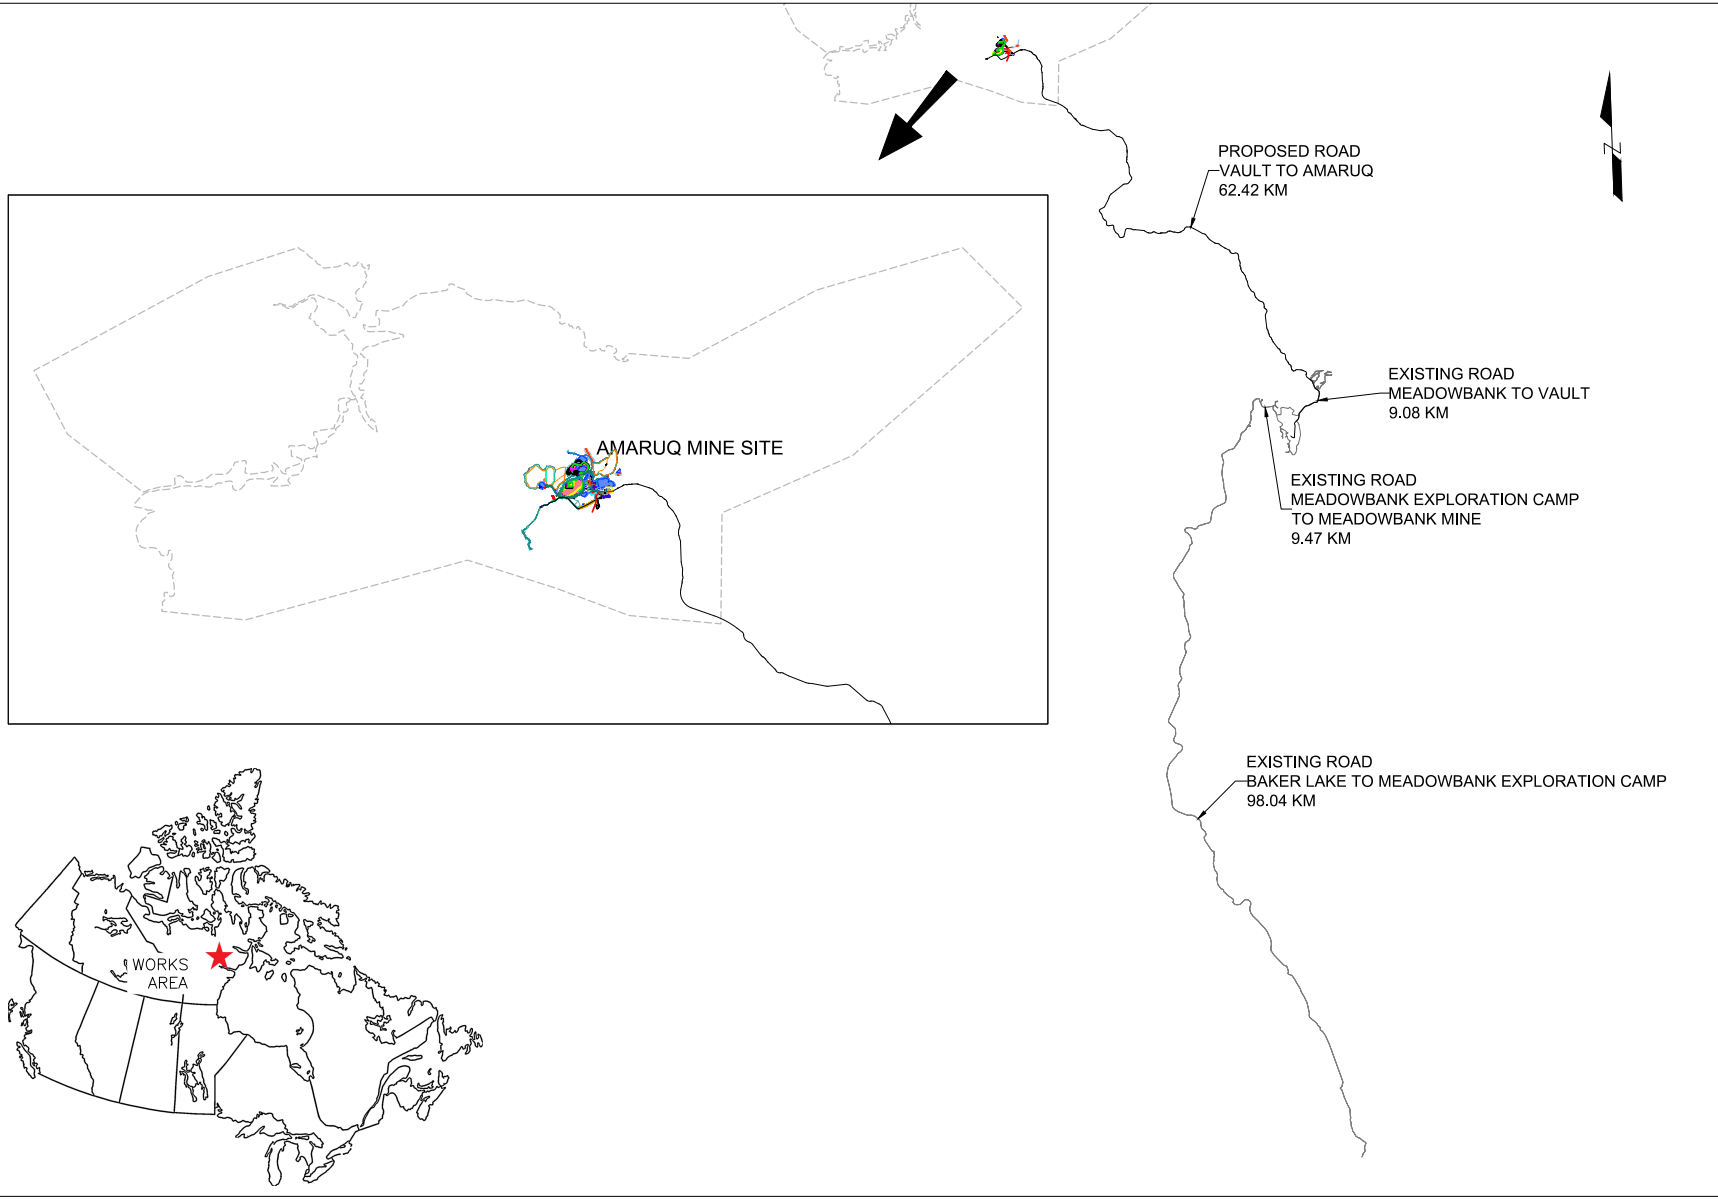 PROPOSED ROAD
VAULT TO AMARUQ
62.42 KM
N
EXISTING ROAD
MEADOWBANK TO VAULT
9.08 KM
AMARUQ MINE SITE
EXISTING ROAD
MEADOWBANK EXPLORATION CAMP
TO MEADOWBANK MINE
9.47 KM
EXISTING ROAD
BAKER LAKE TO MEADOWBANK EXPLORATION CAMP
98.04 KM
WORKS
AREA